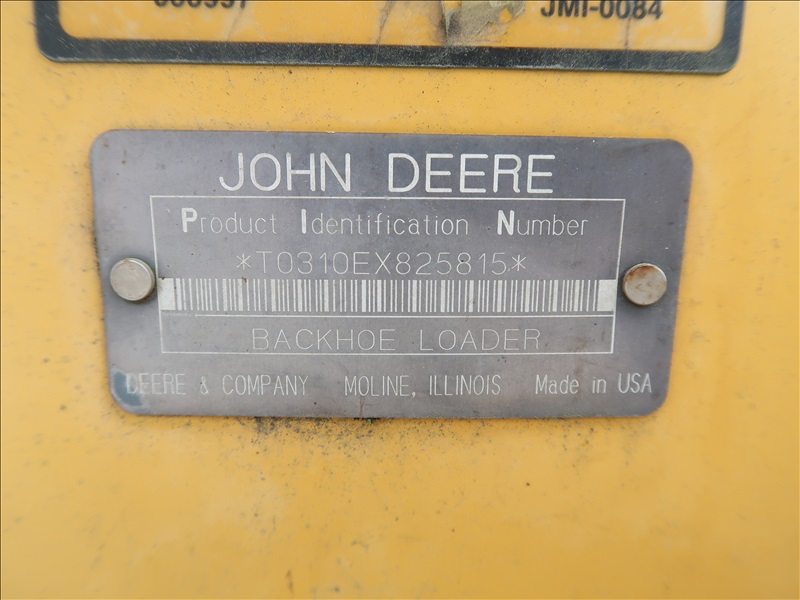 JMI-0084
JOHN DEERE
Product Identification Number
*T0310EX825815*
BACKHOE LOADER
DEERE & COMPANY MOLINE, ILLINOIS Made in USA